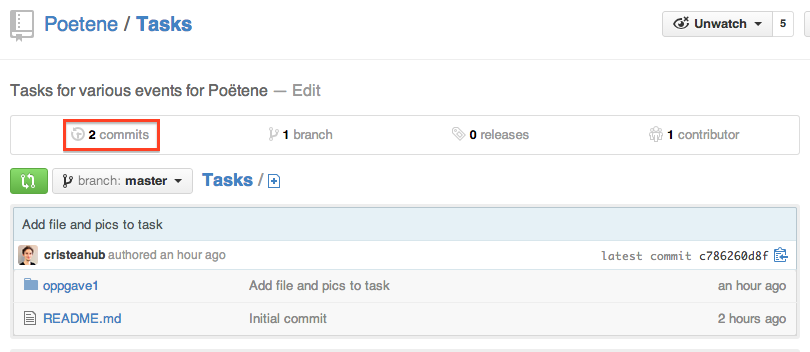 Poetene / Tasks
Unwatch 5
Tasks for various events for Poëtene — Edit
2 commits 1 branch 0 releases 1 contributor
branch: master Tasks /
Add file and pics to task
cristeahub authored an hour ago latest commit c786260d8f
oppgave1 Add file and pics to task an hour ago
README.md Initial commit 2 hours ago